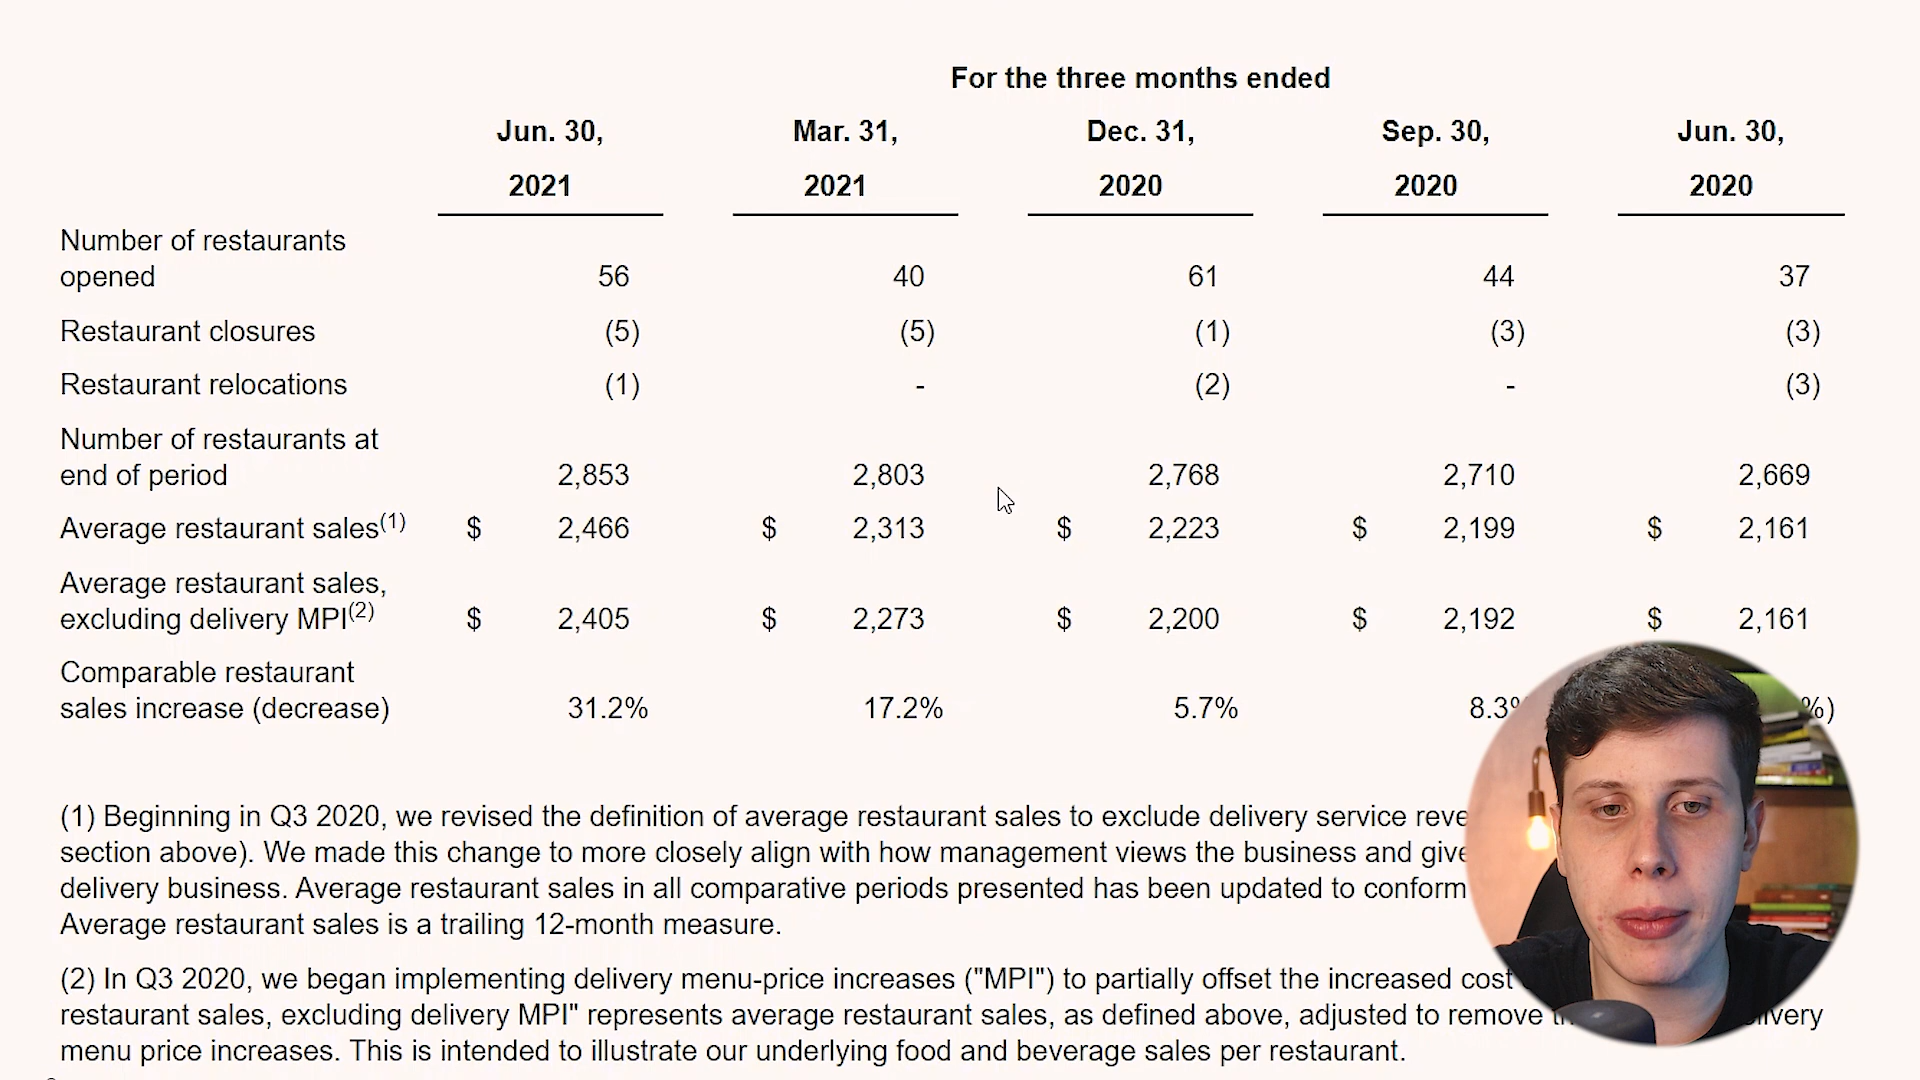 For the three months ended
Jun. 30, Mar. 31, Dec. 31, Sep. 30, Jun. 30,
2021 2021 2020 2020 2020
Number of restaurants
opened 56 40 61 44 37
Restaurant closures (5) (5) (1) (3) (3)
Restaurant relocations (1) - (2) - (3)
Number of restaurants at
end of period 2,853 2,803 2,768 2,710 2,669
Average restaurant sales(1) $ 2,466 $ 2,313 $ 2,223 $ 2,199 $ 2,161
Average restaurant sales,
excluding delivery MPI(2) $ 2,405 $ 2,273 $ 2,200 $ 2,192 $ 2,161
Comparable restaurant
sales increase (decrease) 31.2% 17.2% 5.7% 8.3% %)
(1) Beginning in Q3 2020, we revised the definition of average restaurant sales to exclude delivery service
section above). We made this change to more closely align with how management views the business and
delivery business. Average restaurant sales in all comparative periods presented has been updated to conform
Average restaurant sales is a trailing 12-month measure.
(2) In Q3 2020, we began implementing delivery menu-price increases ("MPI") to partially offset the increased cost
restaurant sales, excluding delivery MPI" represents average restaurant sales, as defined above, adjusted to remove
menu price increases. This is intended to illustrate our underlying food and beverage sales per restaurant.